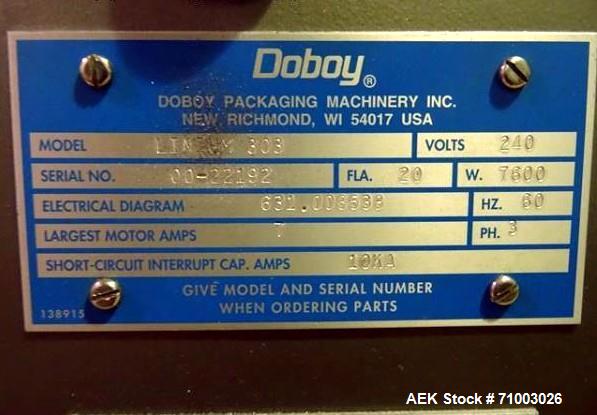 Doboy®
DOBOY PACKAGING MACHINERY INC.
NEW RICHMOND, WI 54017 USA
MODEL LINIUM 303 VOLTS 240
SERIAL NO. 00-22192 FLA. 20 W. 7600
ELECTRICAL DIAGRAM HZ. 60
LARGEST MOTOR AMPS 7 PH. 3
SHORT-CIRCUIT INTERRUPT CAP. AMPS 10KA
GIVE MODEL AND SERIAL NUMBER
WHEN ORDERING PARTS
138915
AEK Stock # 71003026